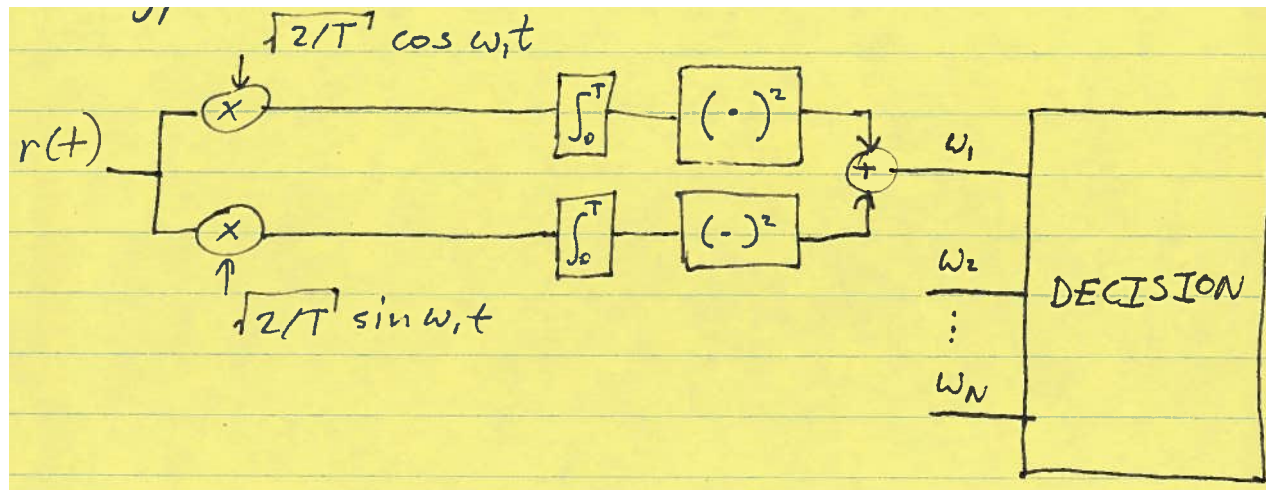 √2/T cos ω₁t
r(t)
×
∫₀ᵀ
(·)²
+
ω₁
×
∫₀ᵀ
(-)²
√2/T sin ω₁t
ω₂
⋮
ω_N
DECISION